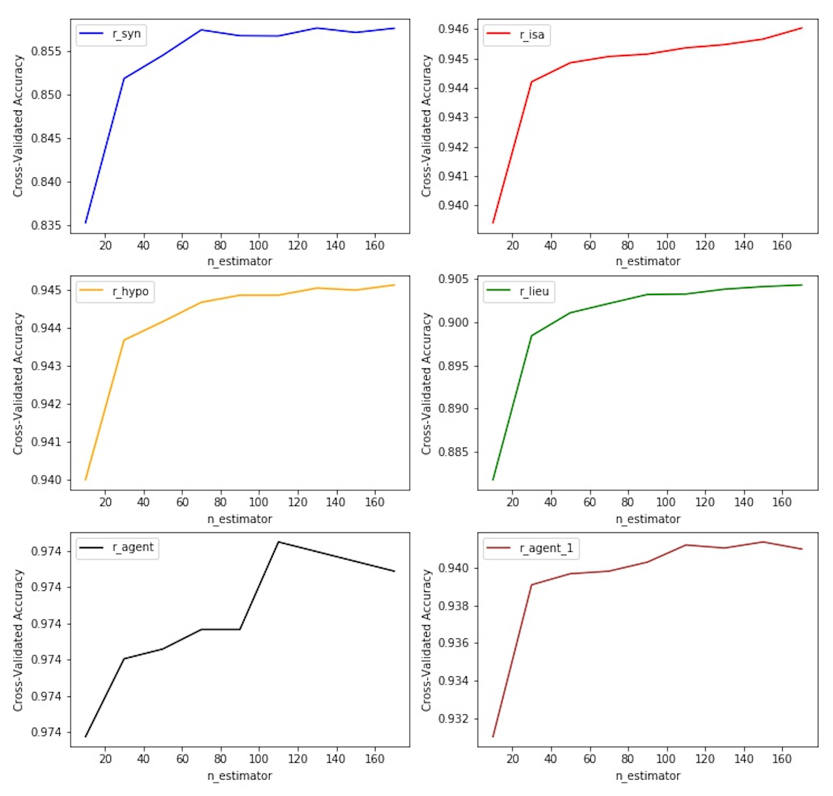 r_syn
Cross-Validated Accuracy
0.855
0.850
0.845
0.840
0.835
20 40 60 80 100 120 140 160
n_estimator
r_isa
Cross-Validated Accuracy
0.946
0.945
0.944
0.943
0.942
0.941
0.940
20 40 60 80 100 120 140 160
n_estimator
r_hypo
Cross-Validated Accuracy
0.945
0.944
0.943
0.942
0.941
0.940
20 40 60 80 100 120 140 160
n_estimator
r_lieu
Cross-Validated Accuracy
0.905
0.900
0.895
0.890
0.885
20 40 60 80 100 120 140 160
n_estimator
r_agent
Cross-Validated Accuracy
0.974
0.974
0.974
0.974
0.974
0.974
20 40 60 80 100 120 140 160
n_estimator
r_agent_1
Cross-Validated Accuracy
0.940
0.938
0.936
0.934
0.932
20 40 60 80 100 120 140 160
n_estimator